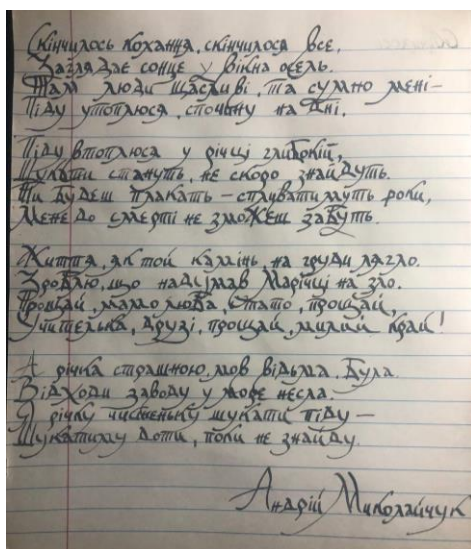 Скінчилось кохання, скінчилося все.
Заглядає сонце у вікна осель.
Там люди щасливі, та сумно мені –
Піду утоплюся, спочину на дні.
Піду втоплюся у річці глибокій,
Шукати стануть, не скоро знайдуть.
Ти будеш плакать – спливатимуть роки,
Мене до смерті не зможеш забуть.
Життя, як той камінь, на груди лягло.
Зроблю, що надумав Марічці на зло.
Прощай, мамо люба, і тато, прощай,
Учителька, друзі, прощай, милий край!
А річка страшною, мов відьма, була.
Відходи заводу у море несла.
Я річку чистеньку шукати піду –
Шукатиму доти, поки не знайду.
Андрій Миколайчук